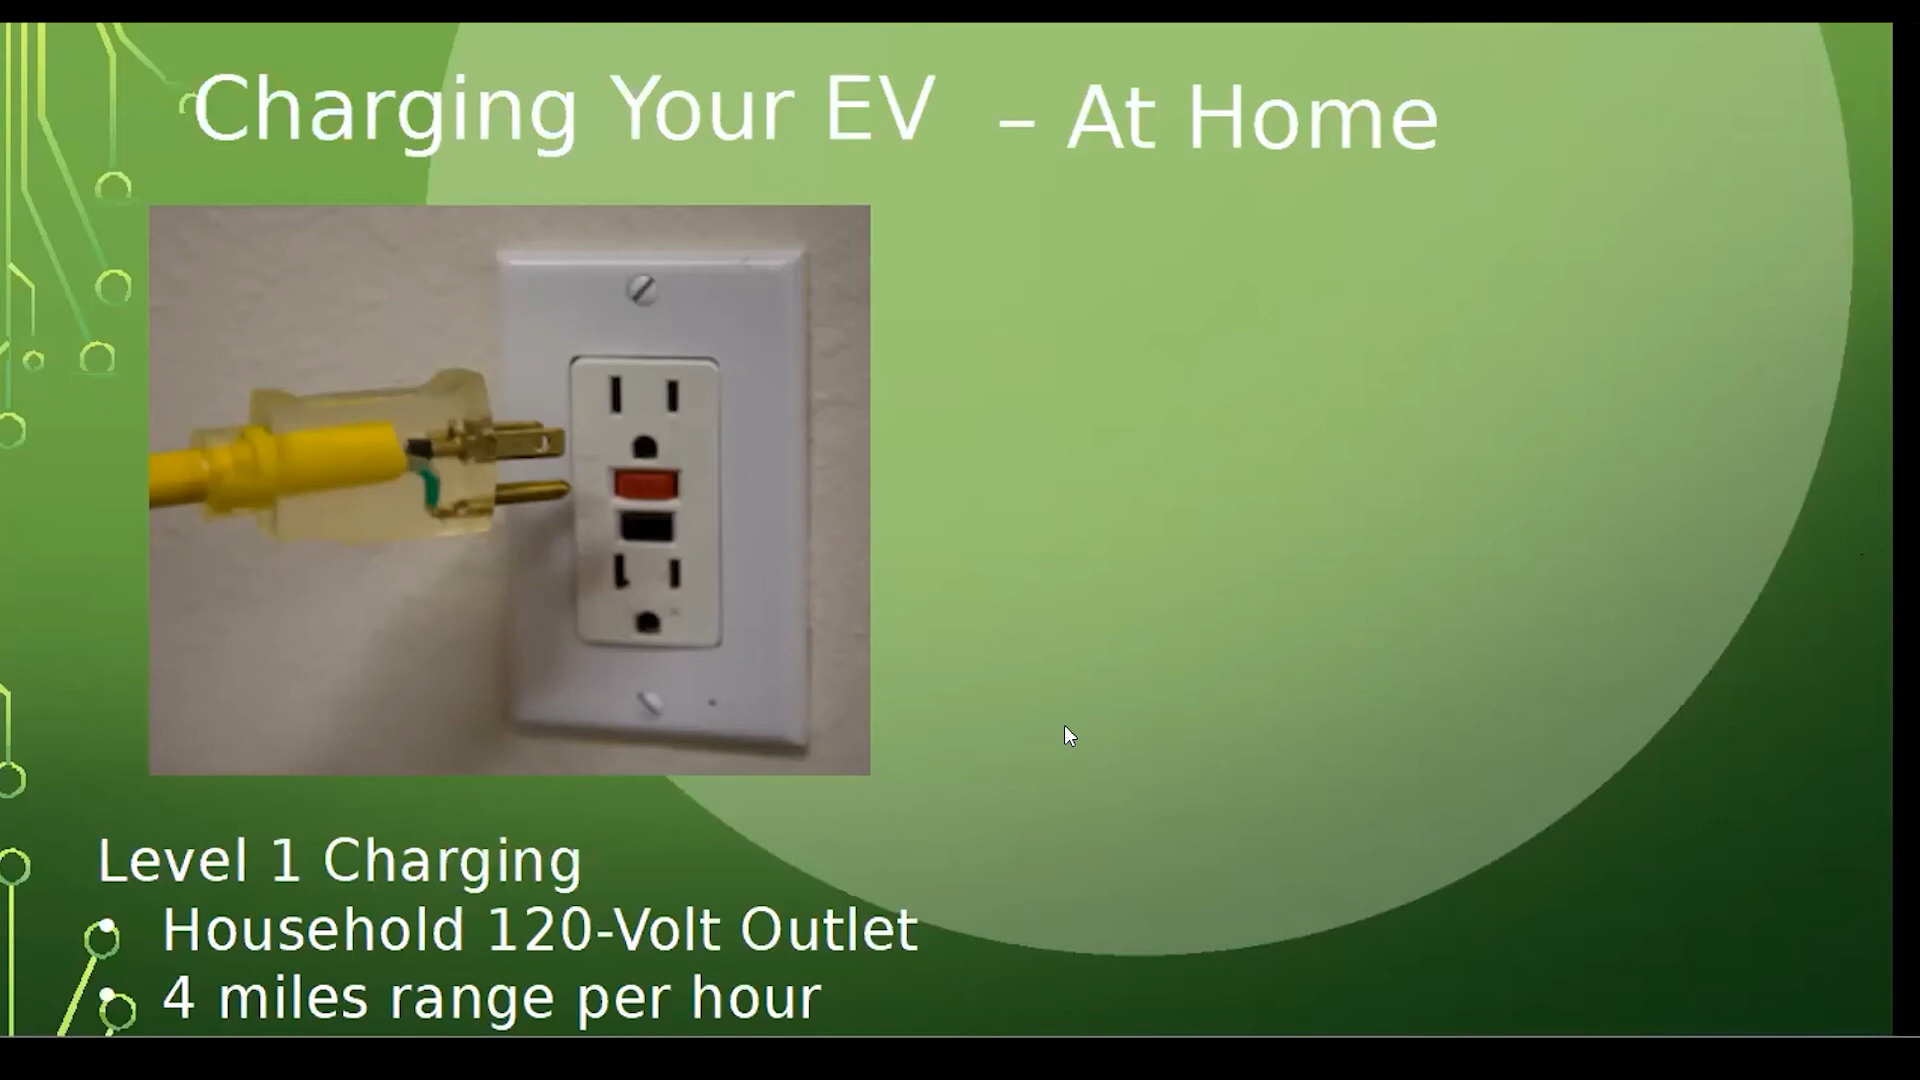 Charging Your EV – At Home
Level 1 Charging
• Household 120-Volt Outlet
• 4 miles range per hour